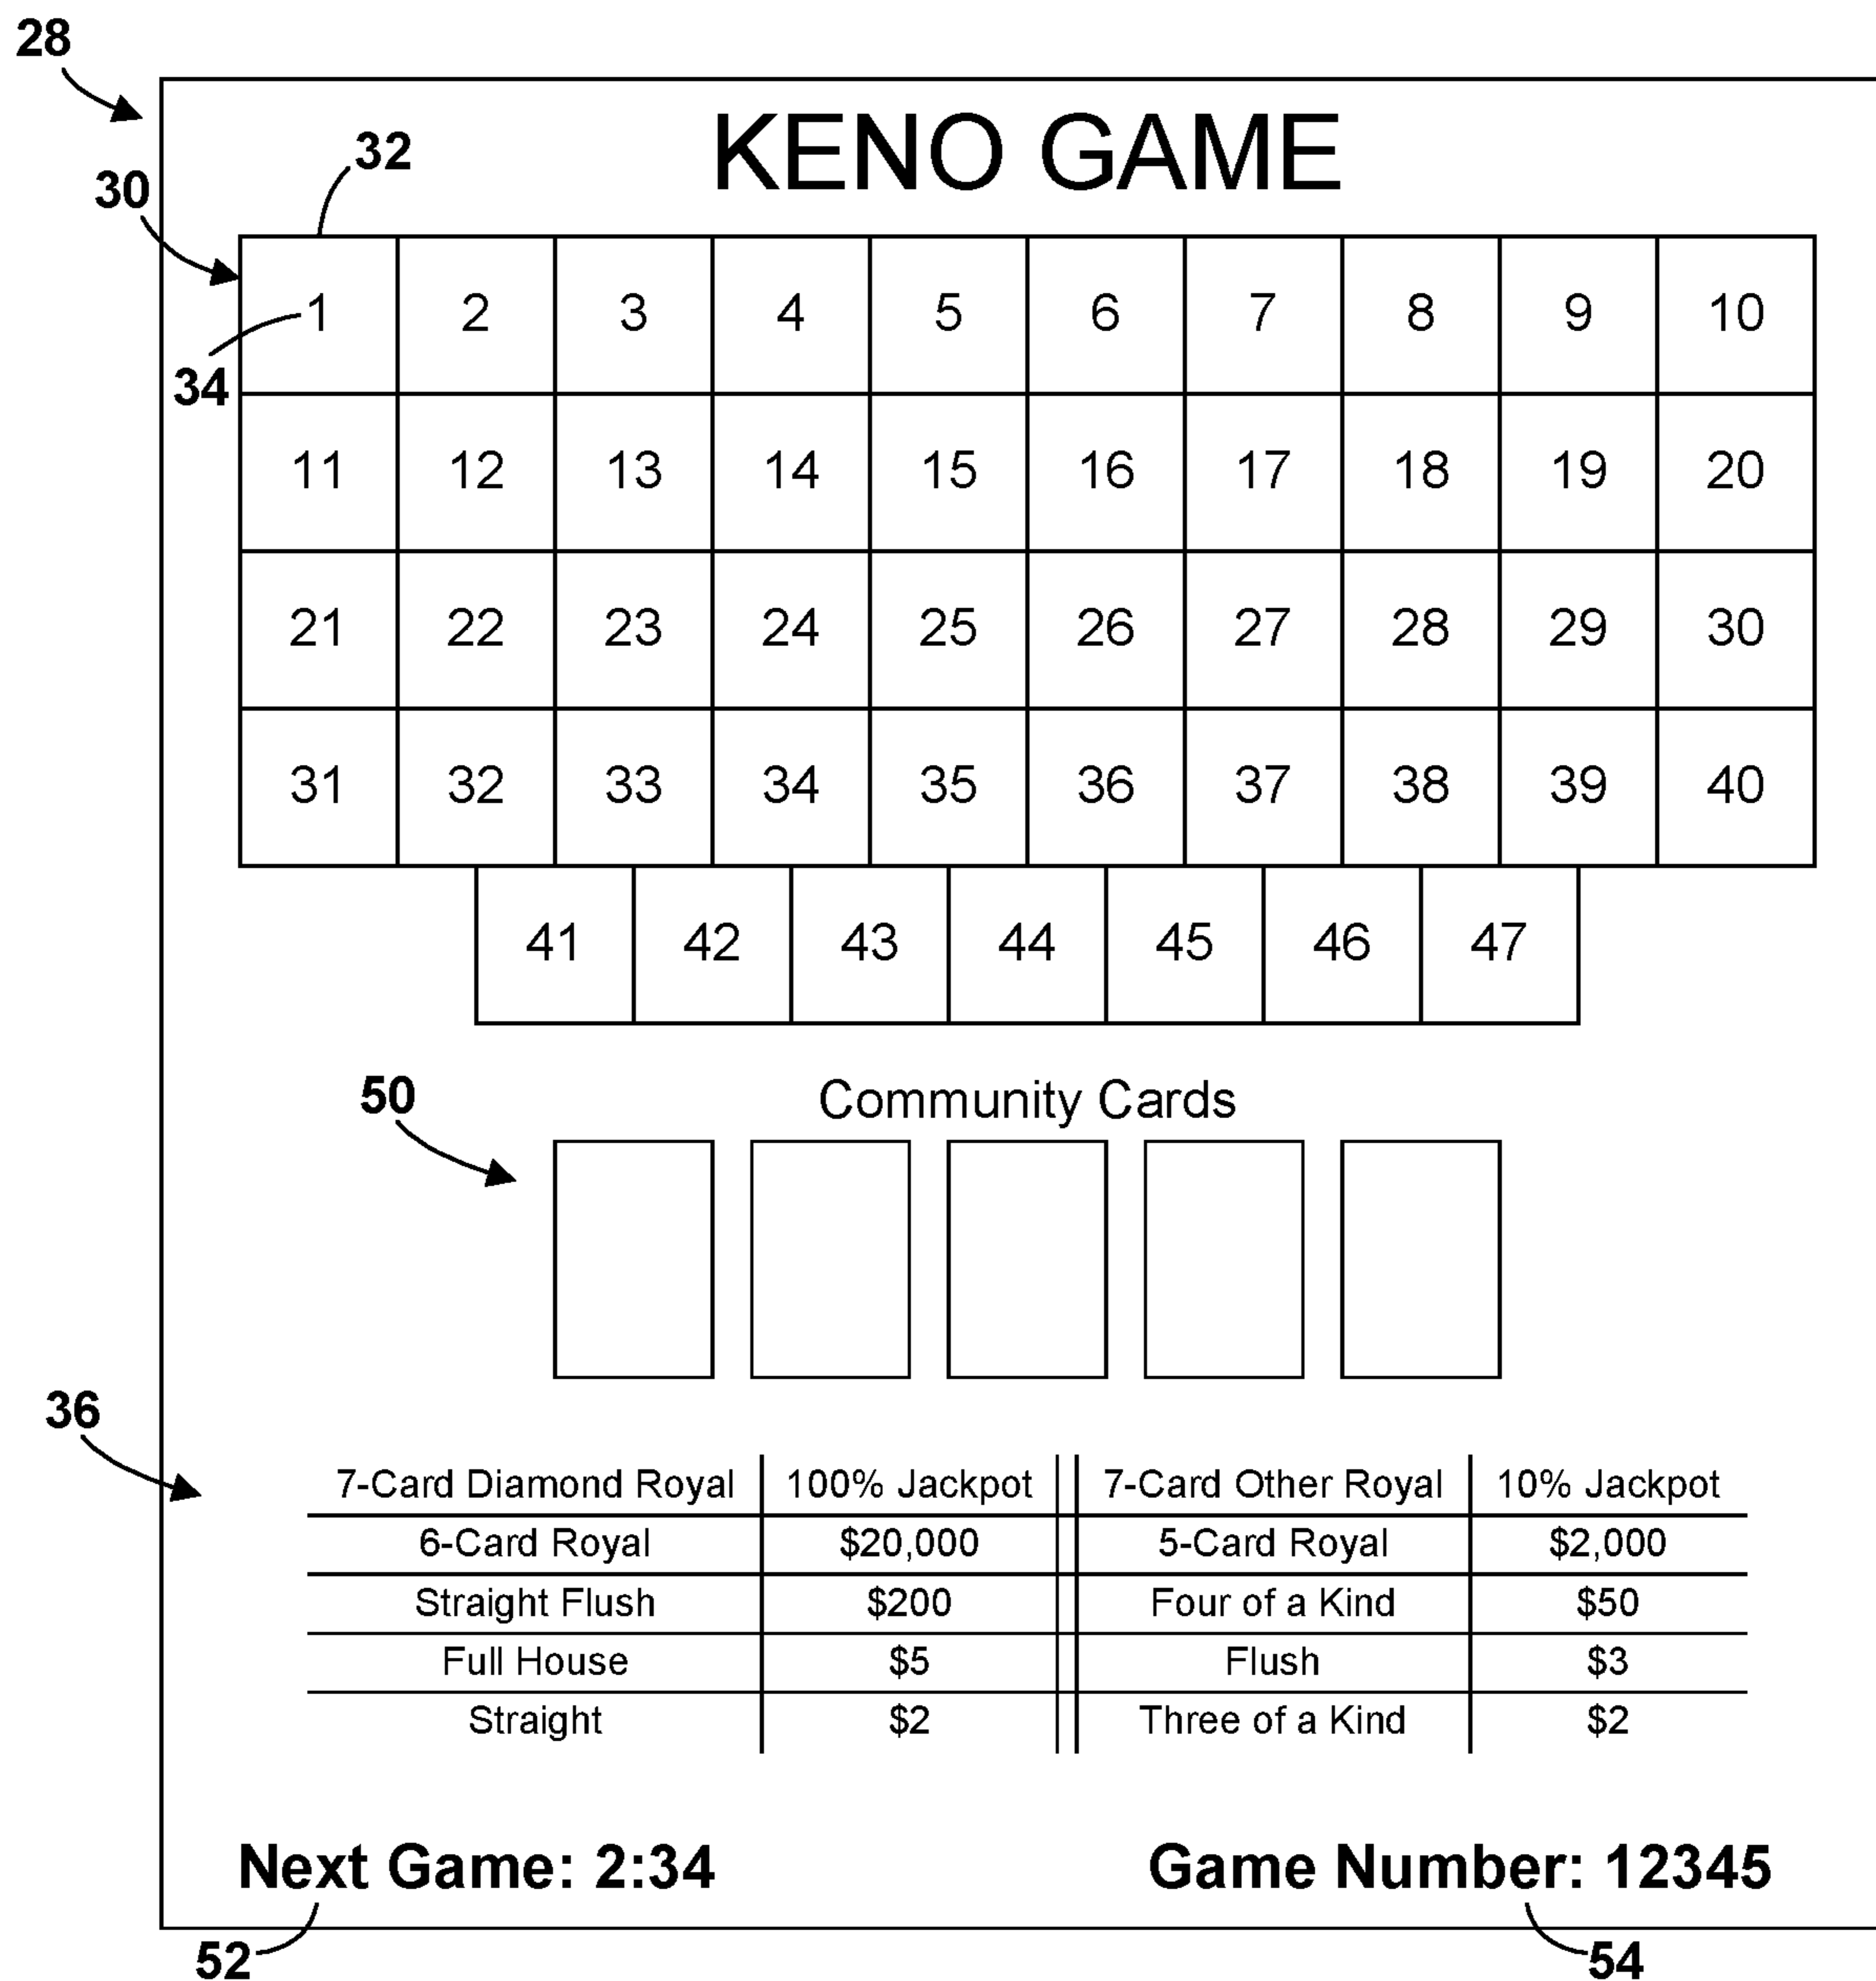 28
KENO GAME
32
30
1 2 3 4 5 6 7 8 9 10
34
11 12 13 14 15 16 17 18 19 20
21 22 23 24 25 26 27 28 29 30
31 32 33 34 35 36 37 38 39 40
41 42 43 44 45 46 47
50
Community Cards
36
7-Card Diamond Royal 100% Jackpot 7-Card Other Royal 10% Jackpot
6-Card Royal $20,000 5-Card Royal $2,000
Straight Flush $200 Four of a Kind $50
Full House $5 Flush $3
Straight $2 Three of a Kind $2
Next Game: 2:34 Game Number: 12345
52 54